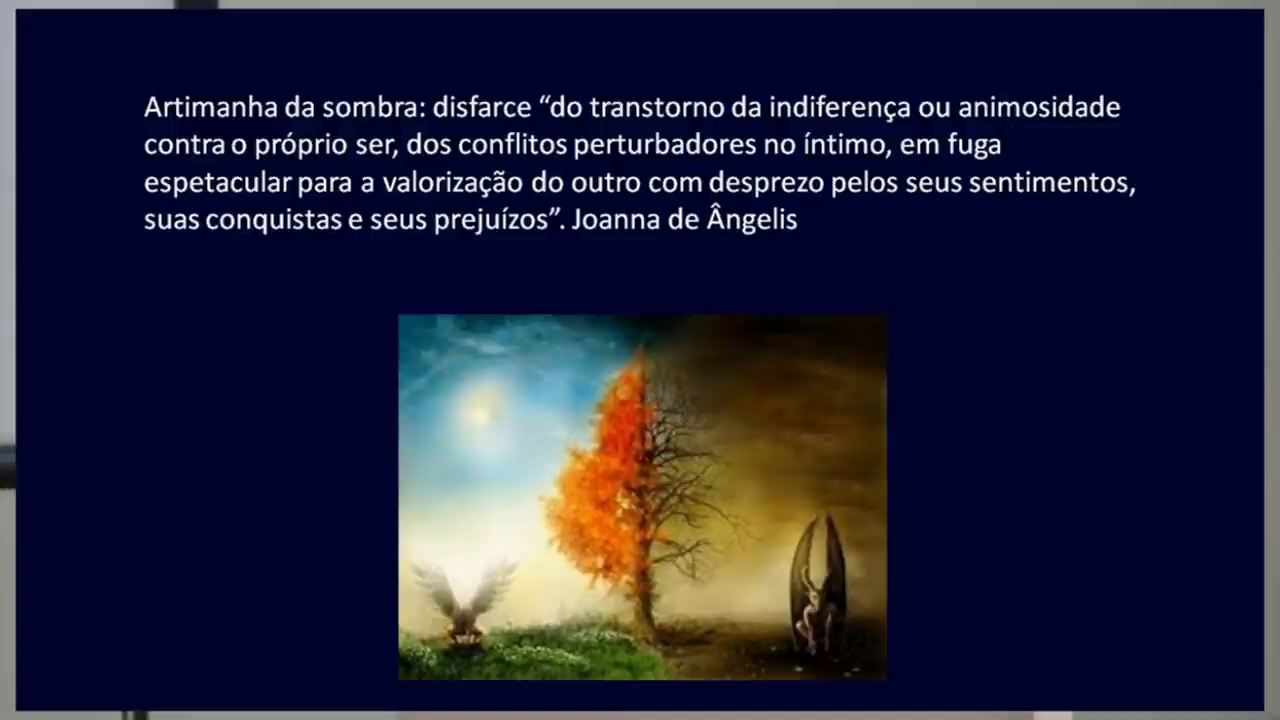 Artimanha da sombra: disfarce “do transtorno da indiferença ou animosidade
contra o próprio ser, dos conflitos perturbadores no íntimo, em fuga
espetacular para a valorização do outro com desprezo pelos seus sentimentos,
suas conquistas e seus prejuízos”. Joanna de Ângelis